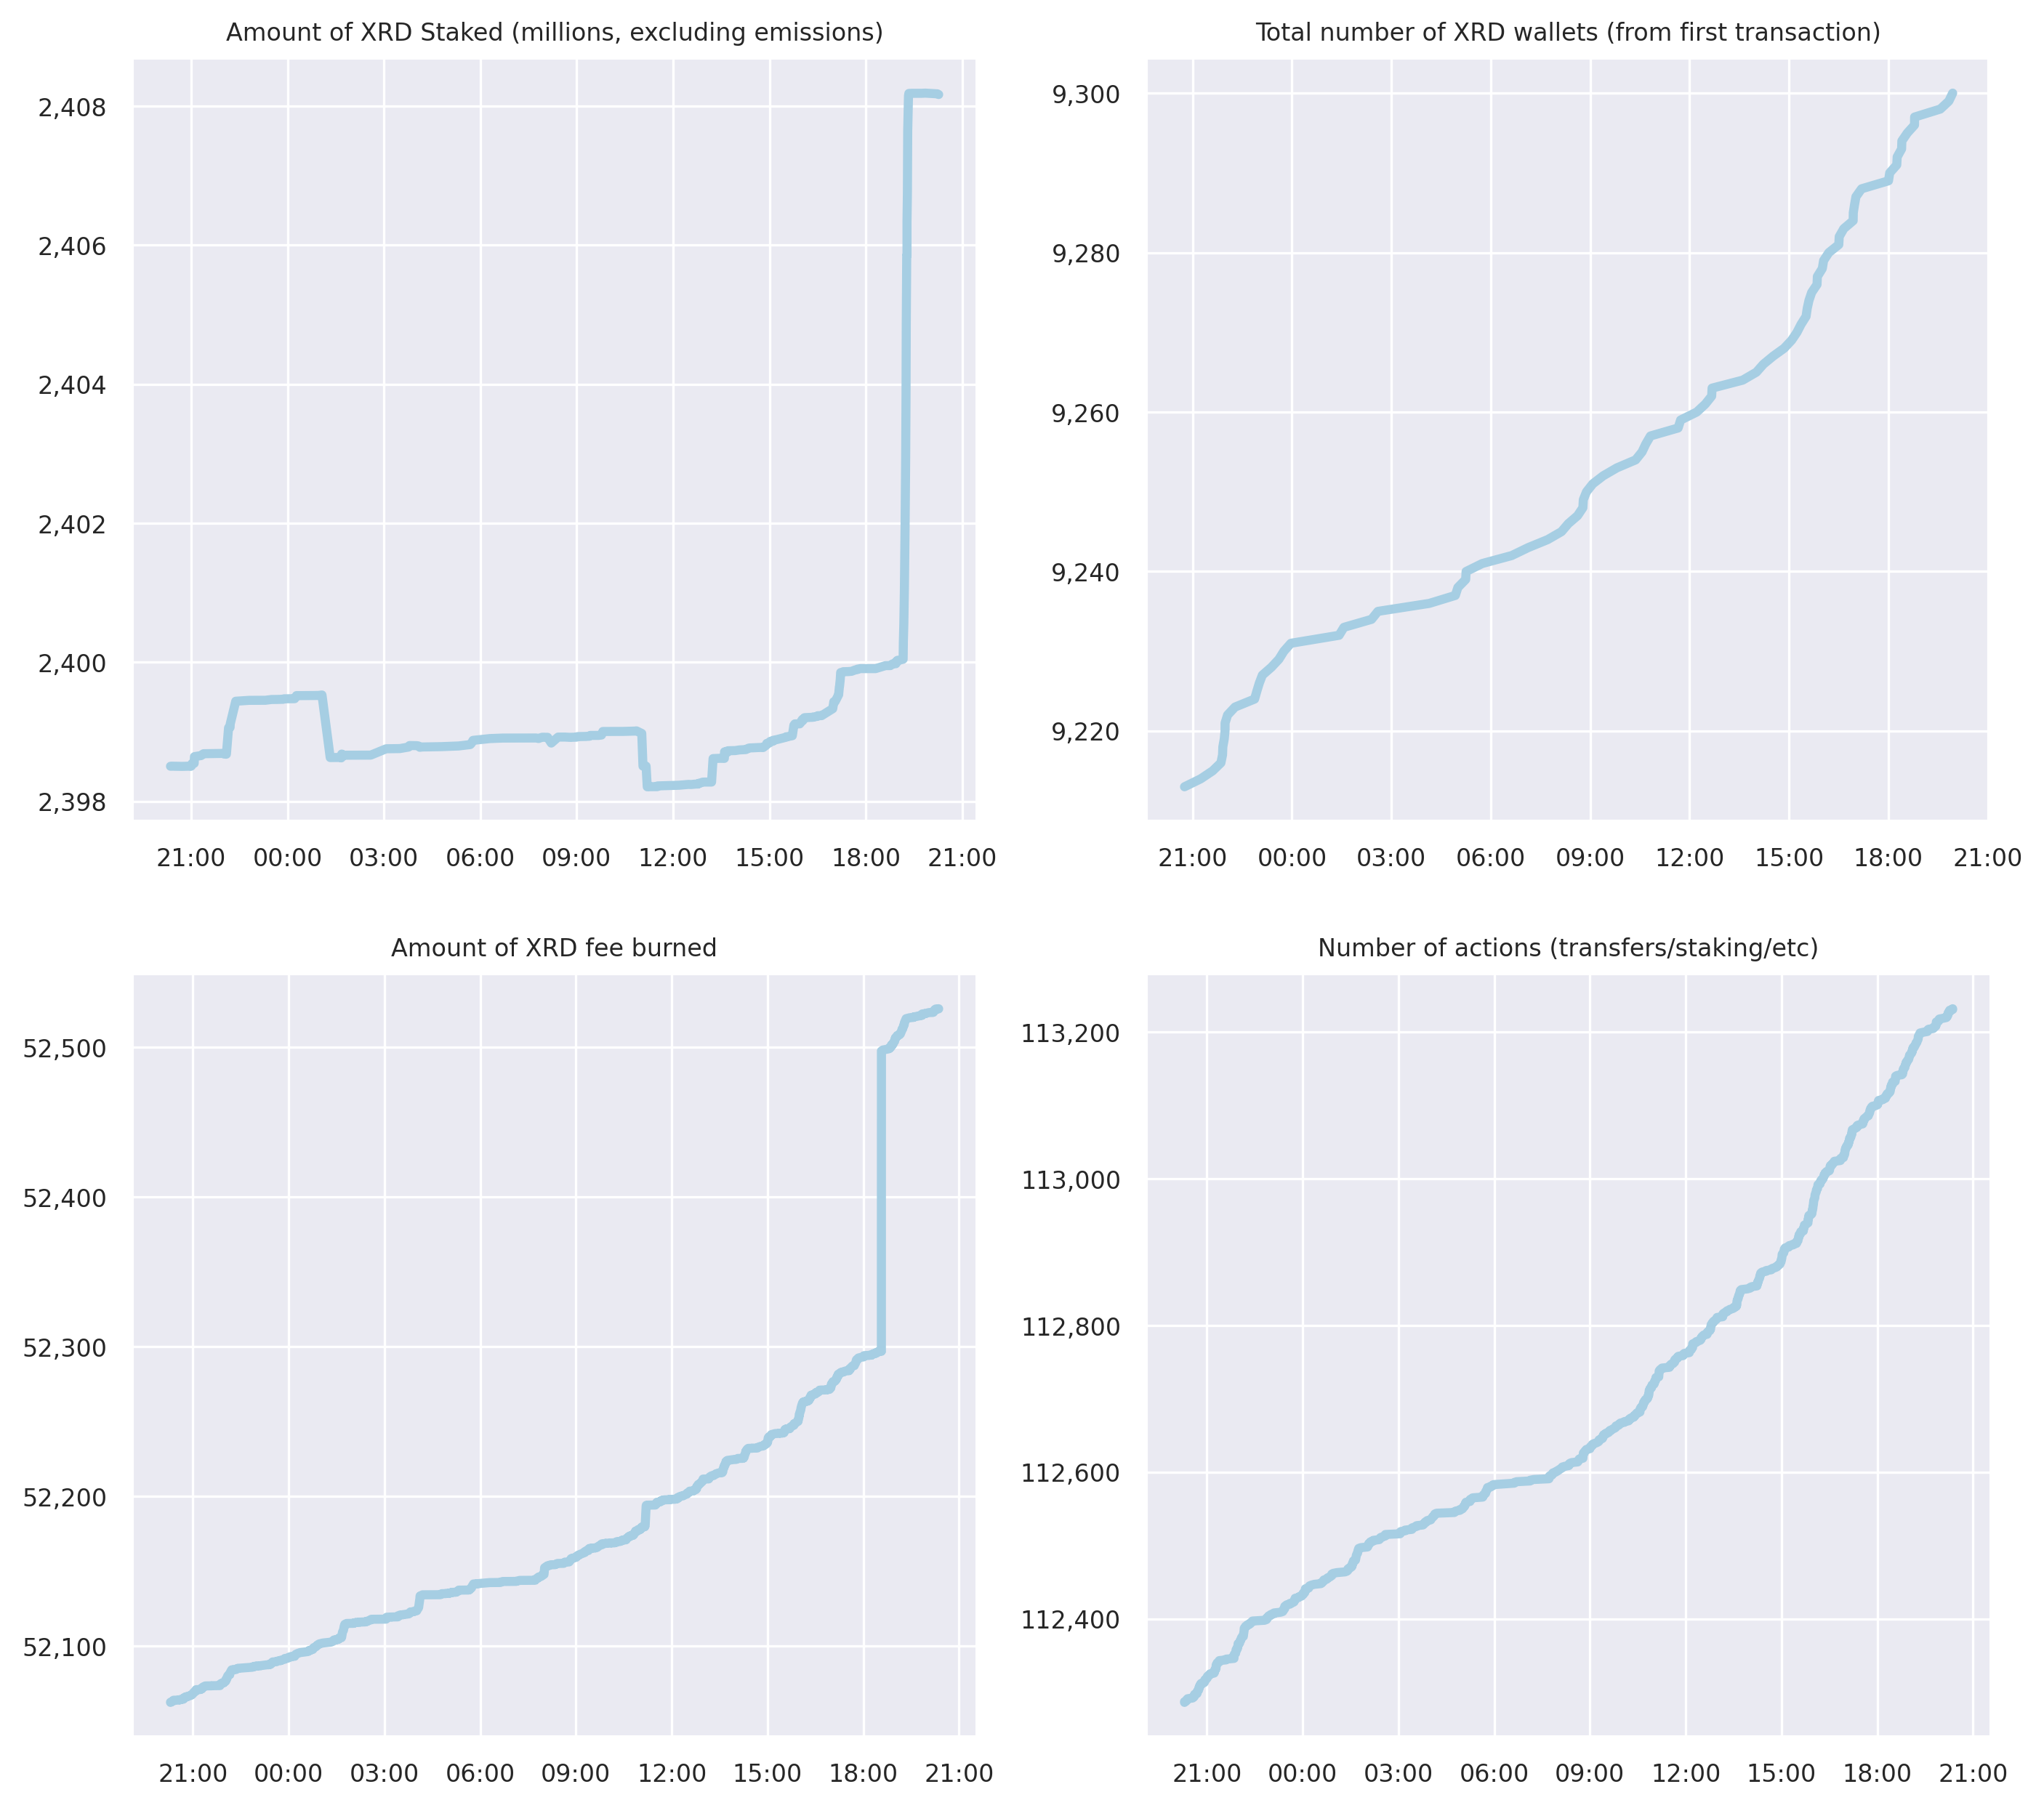 Amount of XRD Staked (millions, excluding emissions)
2,408
2,406
2,404
2,402
2,400
2,398
21:00 00:00 03:00 06:00 09:00 12:00 15:00 18:00 21:00
Total number of XRD wallets (from first transaction)
9,300
9,280
9,260
9,240
9,220
21:00 00:00 03:00 06:00 09:00 12:00 15:00 18:00 21:00
Amount of XRD fee burned
52,500
52,400
52,300
52,200
52,100
21:00 00:00 03:00 06:00 09:00 12:00 15:00 18:00 21:00
Number of actions (transfers/staking/etc)
113,200
113,000
112,800
112,600
112,400
21:00 00:00 03:00 06:00 09:00 12:00 15:00 18:00 21:00